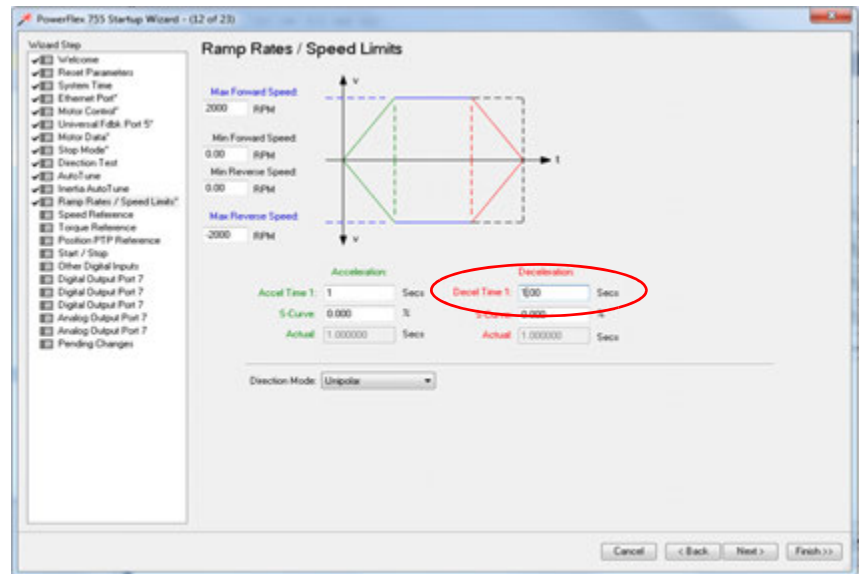 PowerFlex 755 Startup Wizard - (12 of 23)
Wizard Step
Welcome
Reset Parameters
System Time
Ethernet Port*
Motor Control*
Universal Fdbk Port 5*
Motor Data*
Stop Mode*
Direction Test
AutoTune
Inertia AutoTune
Ramp Rates / Speed Limits*
Speed Reference
Torque Reference
Position PTP Reference
Start / Stop
Other Digital Inputs
Digital Output Port 7
Digital Output Port 7
Digital Output Port 7
Analog Output Port 7
Analog Output Port 7
Pending Changes
Ramp Rates / Speed Limits
v
Max Forward Speed:
2000 RPM
Min Forward Speed:
0.00 RPM
t
Min Reverse Speed:
0.00 RPM
Max Reverse Speed:
-2000 RPM
v
Acceleration: Deceleration:
Accel Time 1: 1 Secs Decel Time 1: Secs
S-Curve: 0.000 % S-Curve: 0.000 %
Actual: 1.000000 Secs Actual: 1.000000 Secs
Direction Mode: Unipolar
Cancel < Back Next > Finish >>